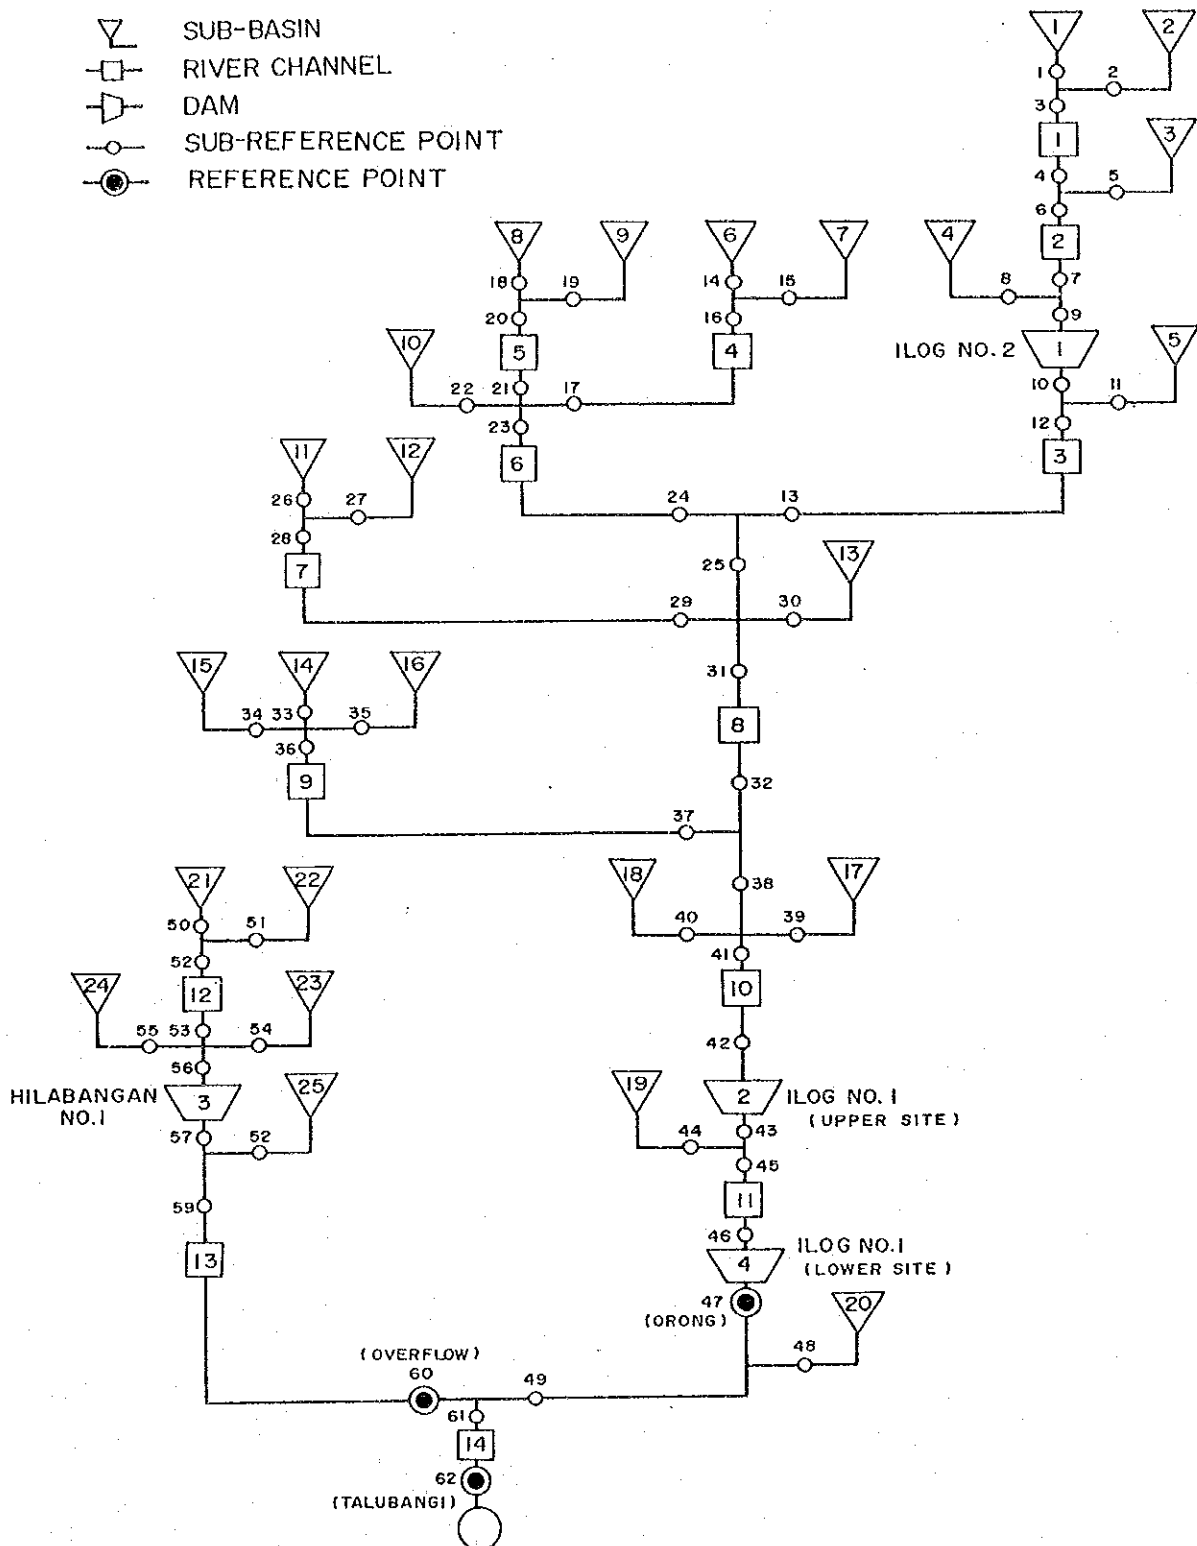 SUB-BASIN
RIVER CHANNEL
DAM
SUB-REFERENCE POINT
REFERENCE POINT
1 2
1 2
3
1 3
4 5
6
8 9 6 7 4 2
18 19 14 15 8 7
20 16 9
10 5 4 ILOG NO. 2 1 5
22 21 17 10 11
23 12
11 12 6 3
26 27 24 13
28
7 25 13
29 30
15 14 16 31
34 33 35 8
36
9 32
37
21 22 18 38 17
50 51 40 39
52 41
24 12 23 10
55 53 54 42
56
HILABANGAN
NO.1
3 25 19 2 ILOG NO. 1
(UPPER SITE)
57 52 44 43
45
59 11
13 46 ILOG NO.1
4 (LOWER SITE)
47 20
(ORONG)
48
(OVERFLOW)
60 49
61
14
62
(TALUBANGI)